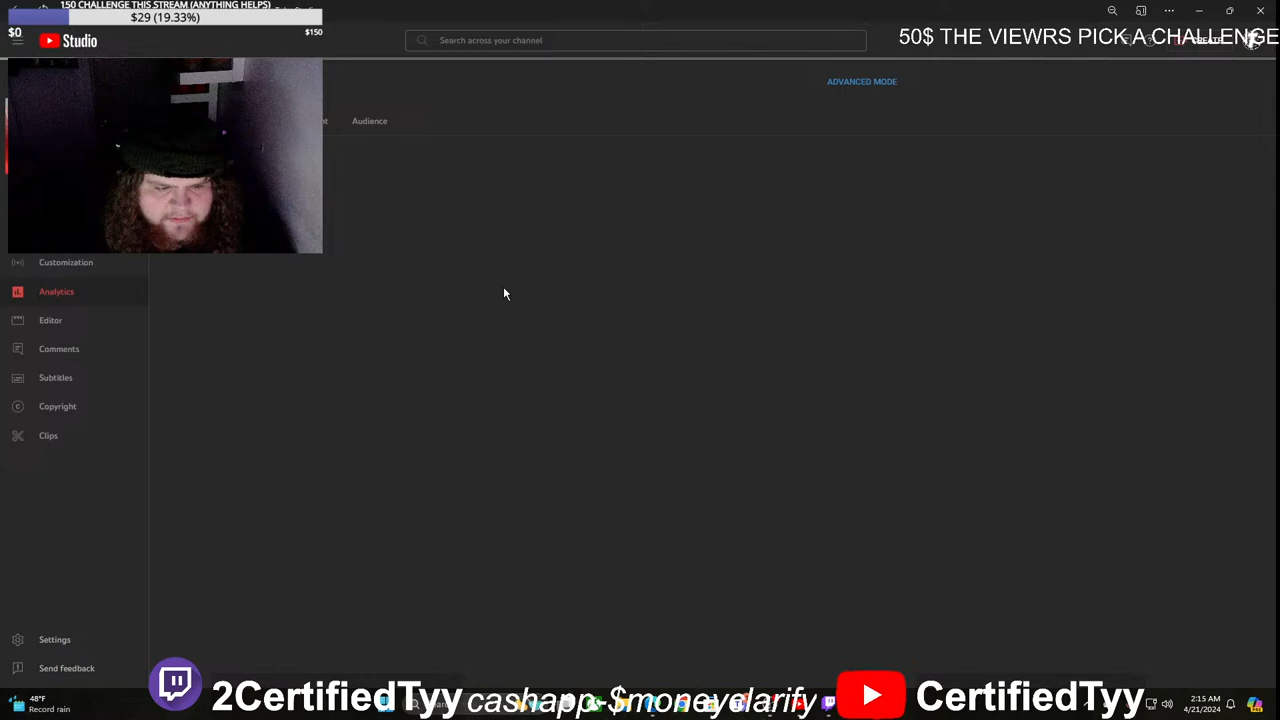 150 CHALLENGE THIS STREAM (ANYTHING HELPS)
$29 (19.33%)
$0
$150
Studio
Search across your channel
50$ THE VIEWRS PICK A CHALLENGE
ADVANCED MODE
Audience
Customization
Analytics
Editor
Comments
Subtitles
Copyright
Clips
Settings
Send feedback
48°F
Record rain
2CertifiedTyy
cashapp $moneyclarify
CertifiedTyy
2:15 AM
4/21/2024